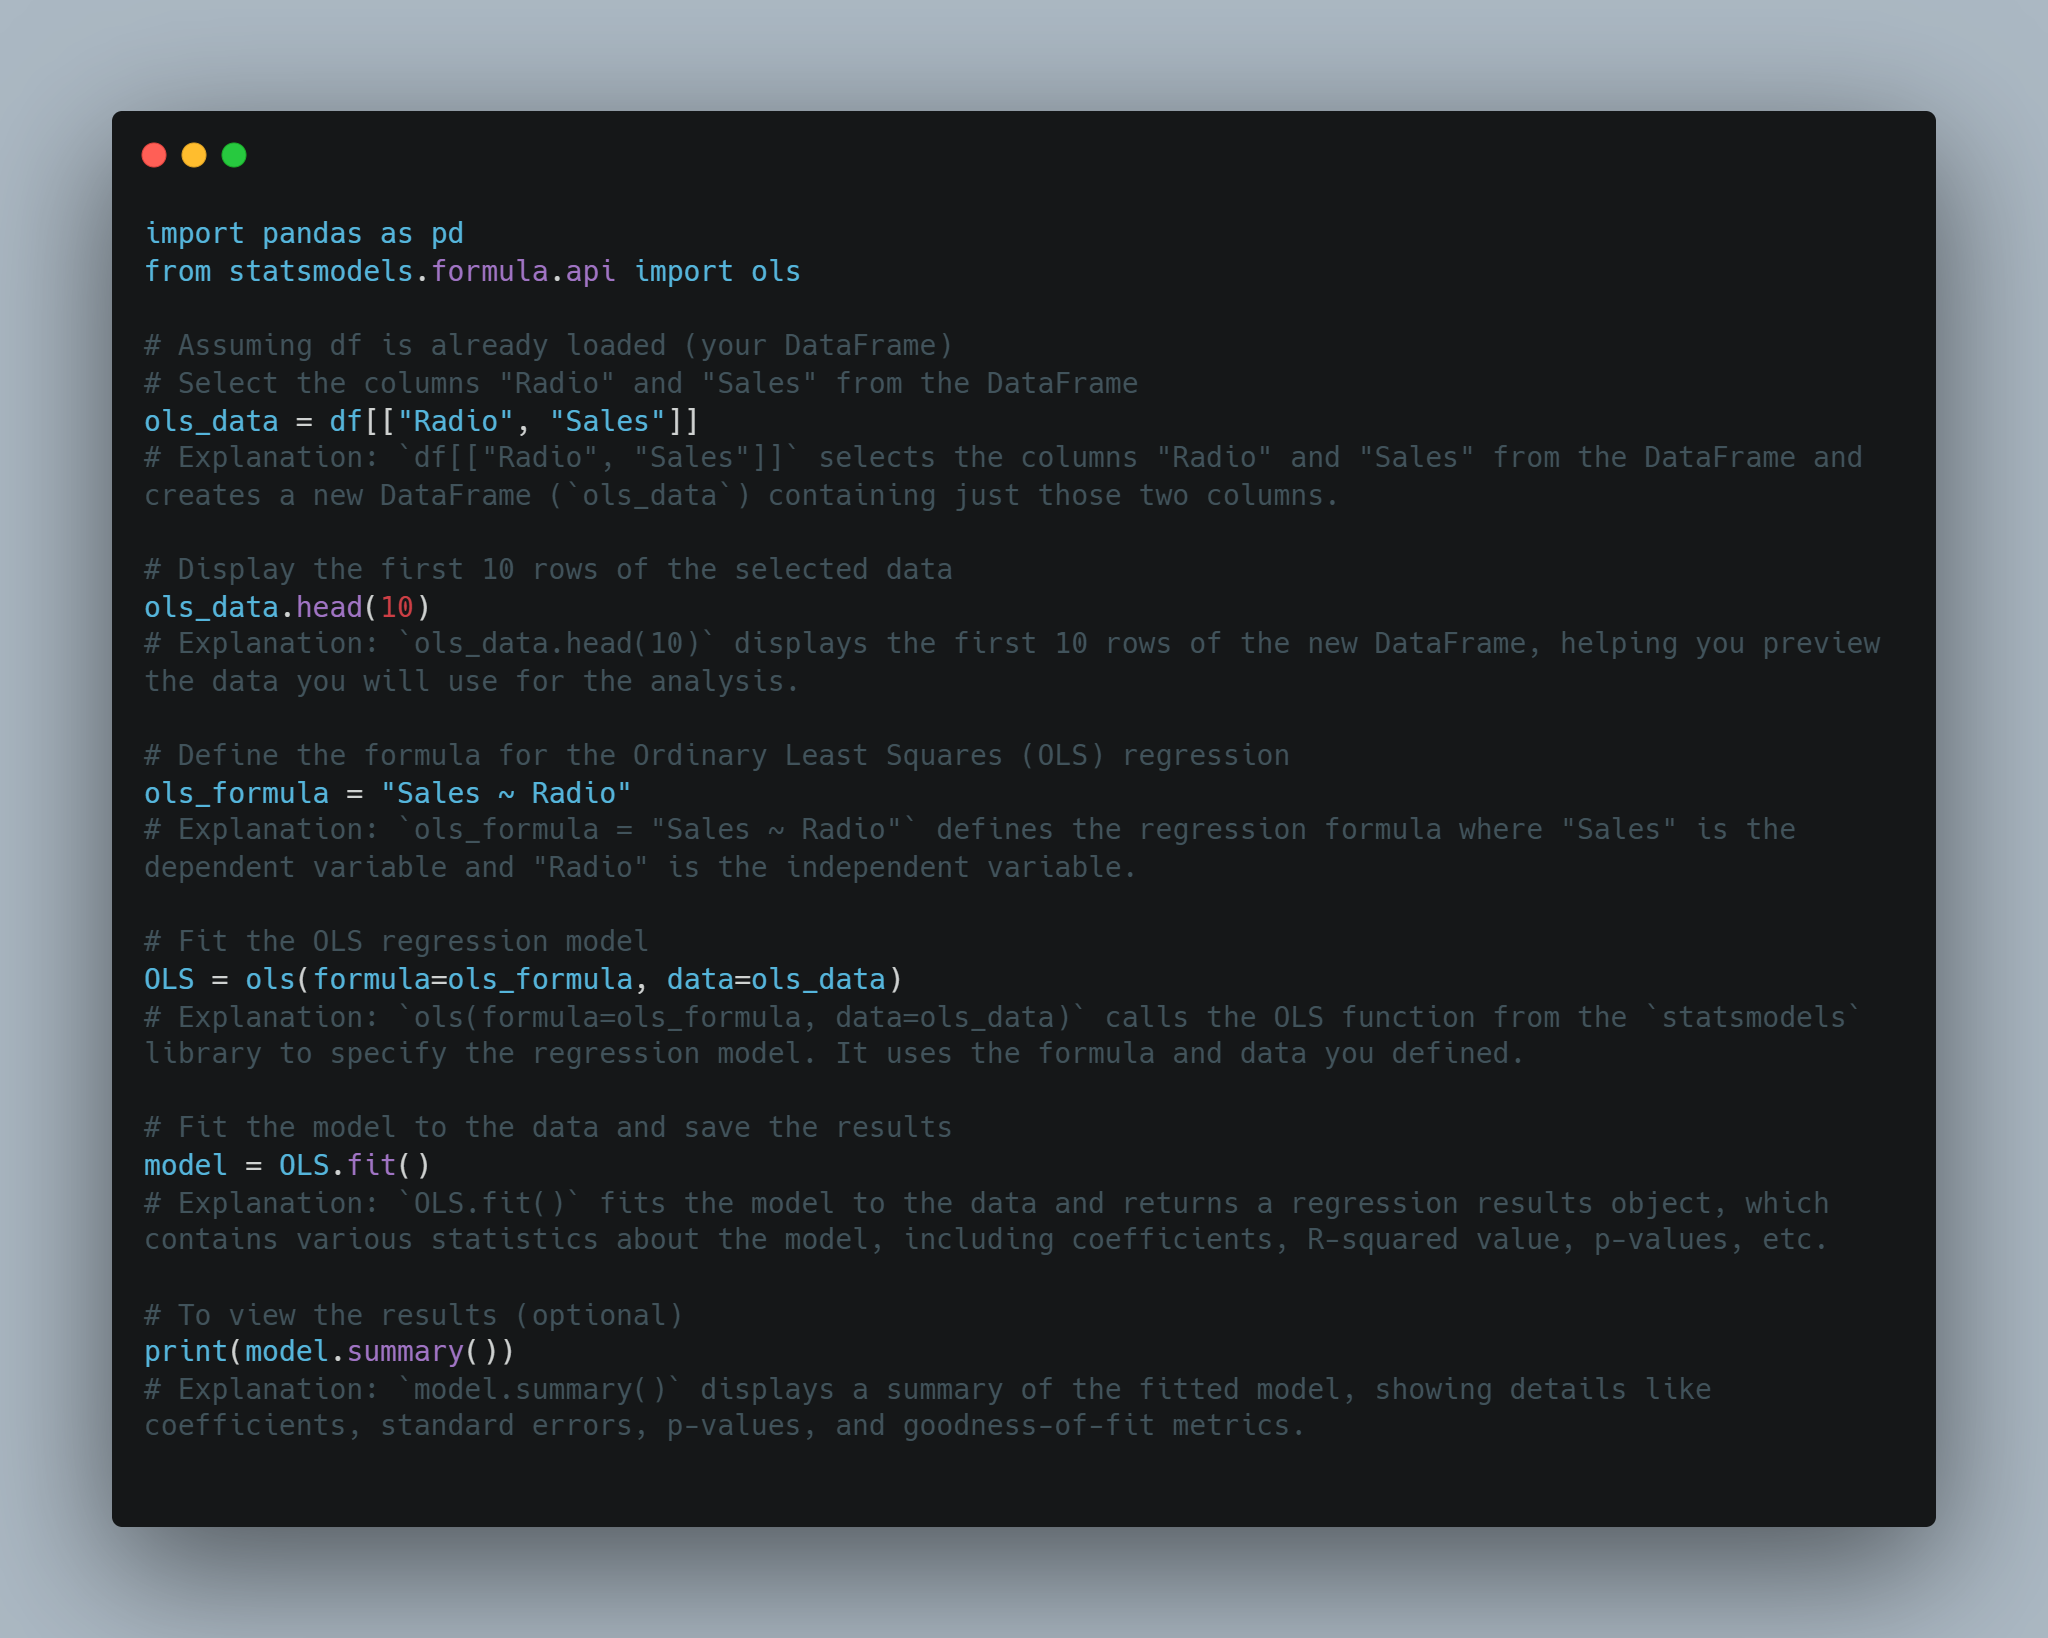 import pandas as pd
from statsmodels.formula.api import ols
# Assuming df is already loaded (your DataFrame)
# Select the columns "Radio" and "Sales" from the DataFrame
ols_data = df[["Radio", "Sales"]]
# Explanation: `df[["Radio", "Sales"]]` selects the columns "Radio" and "Sales" from the DataFrame and
creates a new DataFrame (`ols_data`) containing just those two columns.
# Display the first 10 rows of the selected data
ols_data.head(10)
# Explanation: `ols_data.head(10)` displays the first 10 rows of the new DataFrame, helping you preview
the data you will use for the analysis.
# Define the formula for the Ordinary Least Squares (OLS) regression
ols_formula = "Sales ~ Radio"
# Explanation: `ols_formula = "Sales ~ Radio"` defines the regression formula where "Sales" is the
dependent variable and "Radio" is the independent variable.
# Fit the OLS regression model
OLS = ols(formula=ols_formula, data=ols_data)
# Explanation: `ols(formula=ols_formula, data=ols_data)` calls the OLS function from the `statsmodels`
library to specify the regression model. It uses the formula and data you defined.
# Fit the model to the data and save the results
model = OLS.fit()
# Explanation: `OLS.fit()` fits the model to the data and returns a regression results object, which
contains various statistics about the model, including coefficients, R-squared value, p-values, etc.
# To view the results (optional)
print(model.summary())
# Explanation: `model.summary()` displays a summary of the fitted model, showing details like
coefficients, standard errors, p-values, and goodness-of-fit metrics.